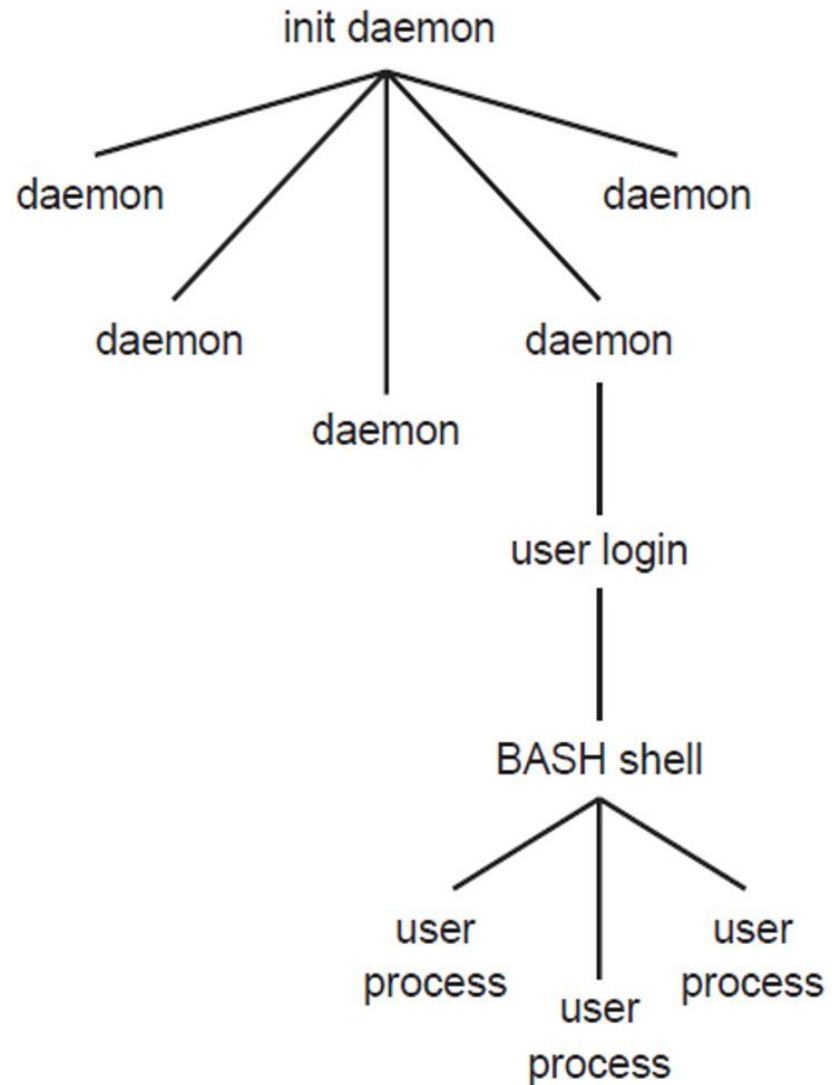 init daemon
daemon
daemon
daemon
daemon
daemon
user login
BASH shell
user
process
user
process
user
process